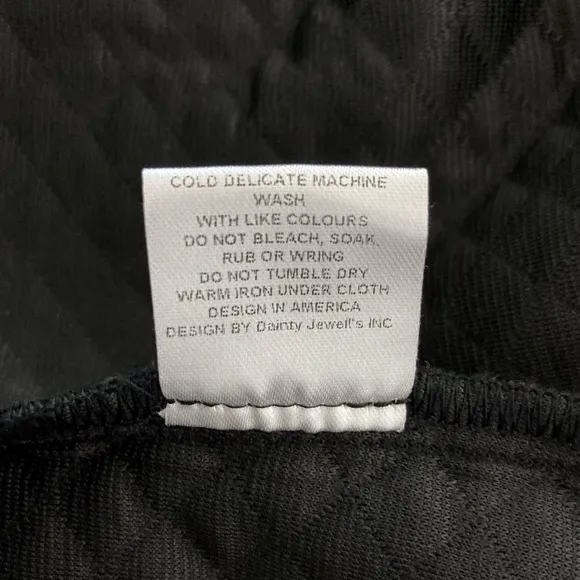 COLD DELICATE MACHINE
WASH
WITH LIKE COLOURS
DO NOT BLEACH, SOAK,
RUB OR WRING
DO NOT TUMBLE DRY
WARM IRON UNDER CLOTH
DESIGN IN AMERICA
DESIGN BY Dainty Jewell's INC